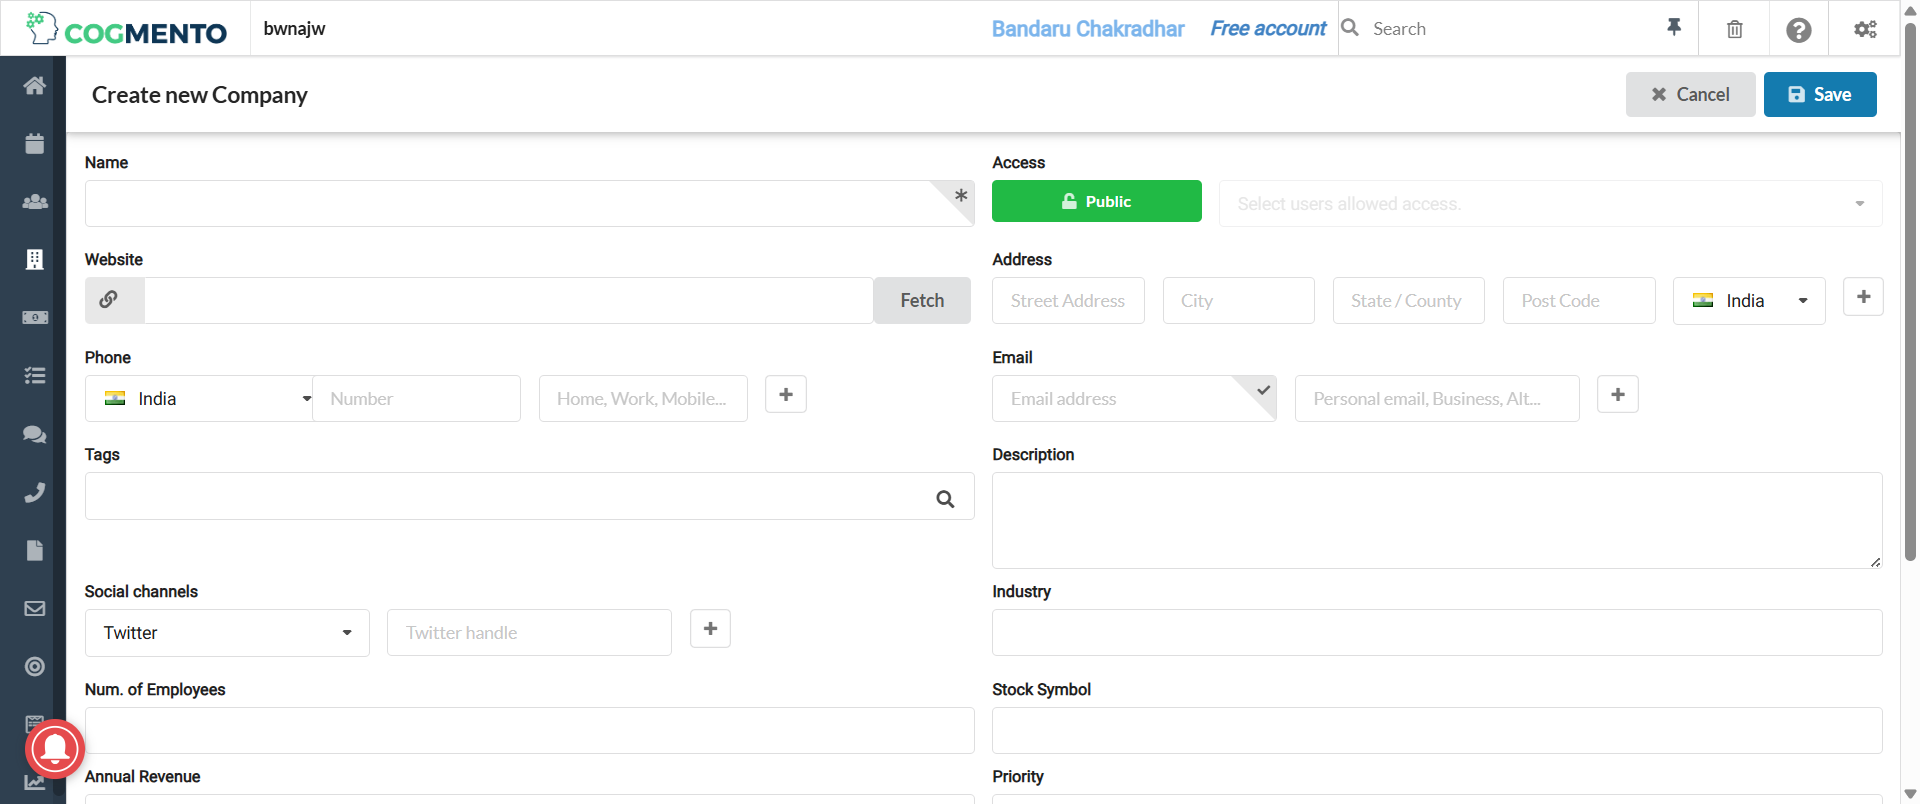 COGMENTO
bwnajw
Bandaru Chakradhar
Free account
Search
Create new Company
Cancel
Save
Name
Access
Public
Select users allowed access.
Website
Address
Fetch
Street Address
City
State / County
Post Code
India
Phone
Email
India
Number
Home, Work, Mobile...
Email address
Personal email, Business, Alt...
Tags
Description
Social channels
Industry
Twitter
Twitter handle
Num. of Employees
Stock Symbol
Annual Revenue
Priority